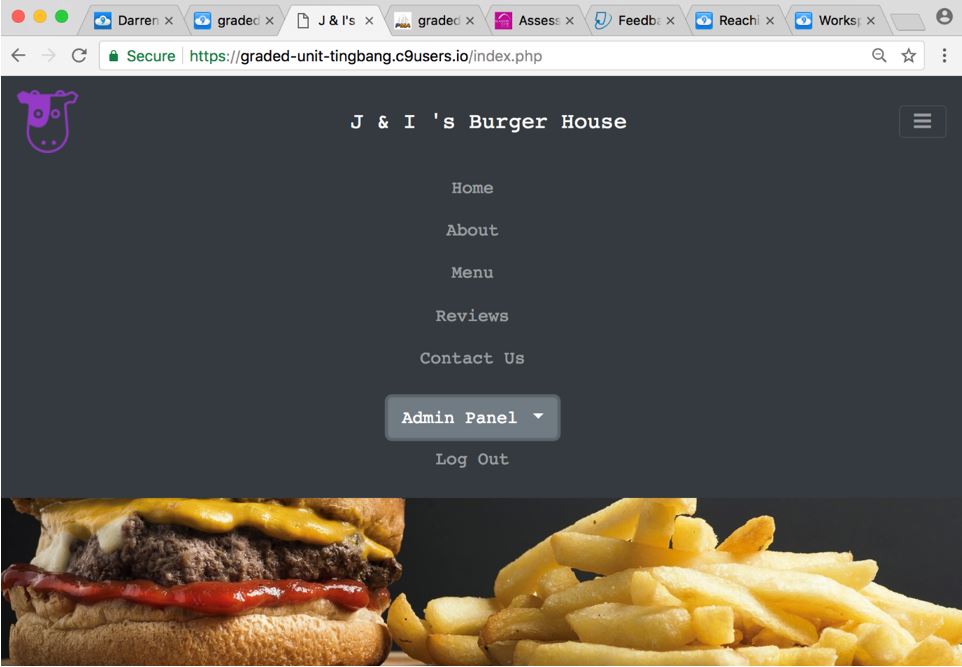 Darren
graded
J & I's
graded
Assess
Feedba
Reachi
Worksp
Secure https://graded-unit-tingbang.c9users.io/index.php
J & I 's Burger House
Home
About
Menu
Reviews
Contact Us
Admin Panel
Log Out